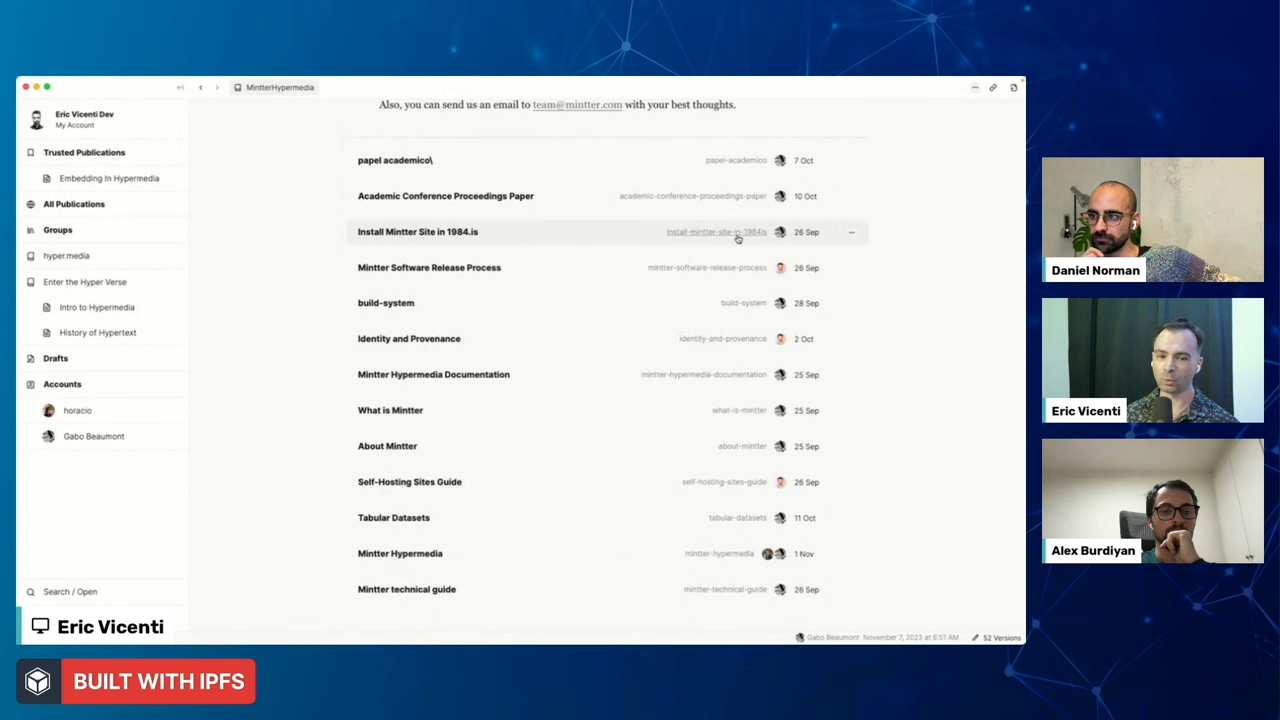 MintterHypermedia
Eric Vicenti Dev
My Account
Trusted Publications
Embedding In Hypermedia
All Publications
Groups
hyper.media
Enter the Hyper Verse
Intro to Hypermedia
History of Hypertext
Drafts
Accounts
horacio
Gabo Beaumont
Search / Open
Eric Vicenti
Also, you can send us an email to team@mintter.com with your best thoughts.
papel academico\ papel-academico 7 Oct
Academic Conference Proceedings Paper academic-conference-proceedings-paper 10 Oct
Install Mintter Site in 1984.is install-mintter-site-in-1984is 26 Sep
Mintter Software Release Process mintter-software-release-process 26 Sep
build-system build-system 28 Sep
Identity and Provenance identity-and-provenance 2 Oct
Mintter Hypermedia Documentation mintter-hypermedia-documentation 25 Sep
What is Mintter what-is-mintter 25 Sep
About Mintter about-mintter 25 Sep
Self-Hosting Sites Guide self-hosting-sites-guide 26 Sep
Tabular Datasets tabular-datasets 11 Oct
Mintter Hypermedia mintter-hypermedia 1 Nov
Mintter technical guide mintter-technical-guide 26 Sep
Gabo Beaumont November 7, 2023 at 6:51 AM 52 Versions
Daniel Norman
Eric Vicenti
Alex Burdiyan
BUILT WITH IPFS